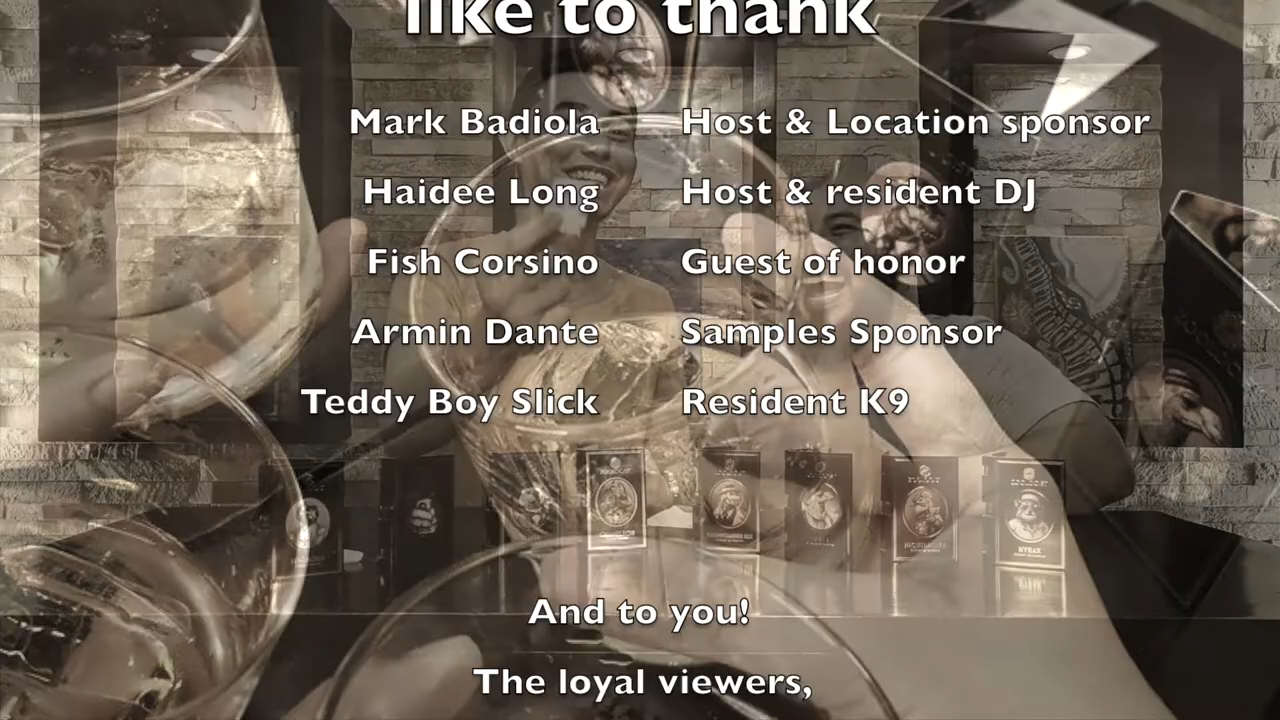 like to thank
Mark Badiola Host & Location sponsor
Haidee Long Host & resident DJ
Fish Corsino Guest of honor
Armin Dante Samples Sponsor
Teddy Boy Slick Resident K9
HYRAX
And to you!
The loyal viewers,